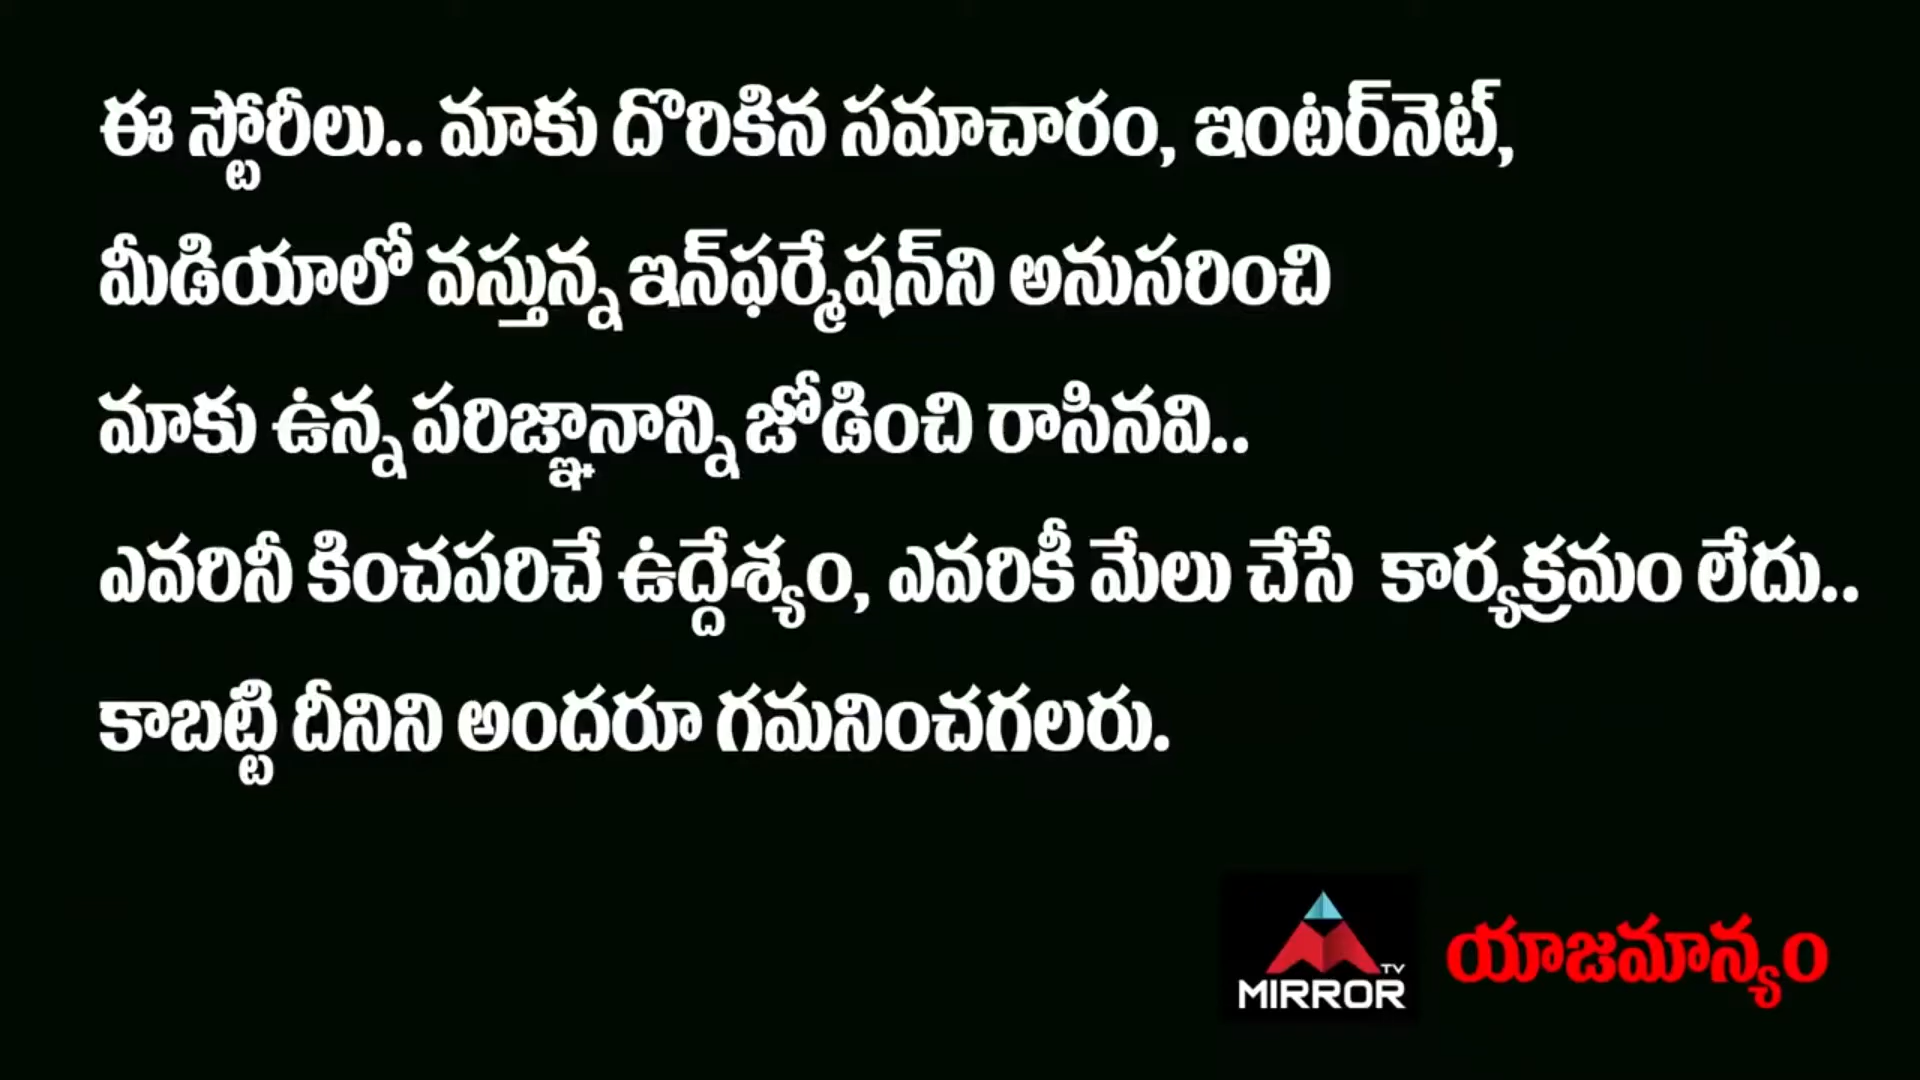 ఈ స్టోరీలు.. మాకు దొరికిన సమాచారం, ఇంటర్‌నెట్,
మీడియాలో వస్తున్న ఇన్‌ఫర్మేషన్‌ని అనుసరించి
మాకు ఉన్న పరిజ్ఞానాన్ని జోడించి రాసినవి..
ఎవరినీ కించపరిచే ఉద్దేశ్యం, ఎవరికీ మేలు చేసే కార్యక్రమం లేదు..
కాబట్టి దీనిని అందరూ గమనించగలరు.
TV
MIRROR
యాజమాన్యం